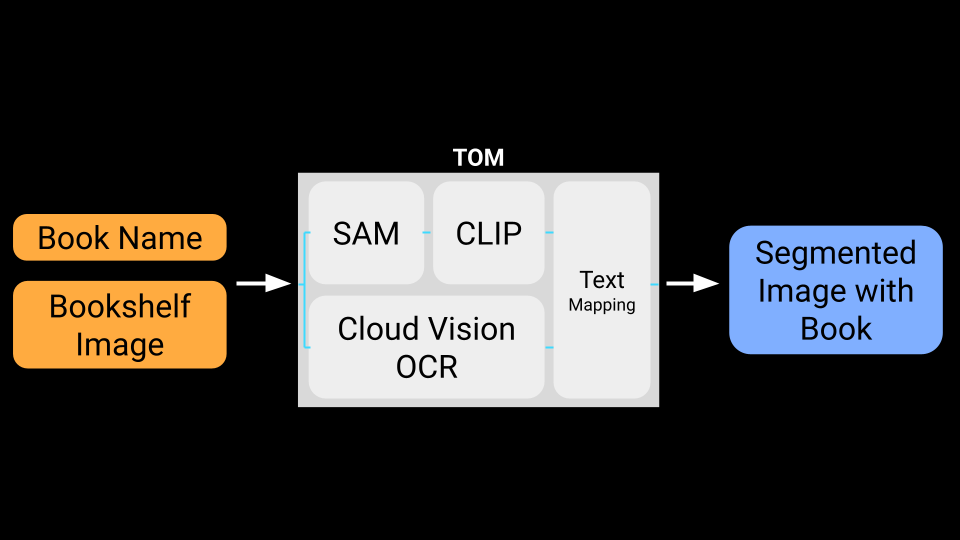 TOM
Book Name
Bookshelf
Image
SAM
CLIP
Cloud Vision
OCR
Text
Mapping
Segmented
Image with
Book